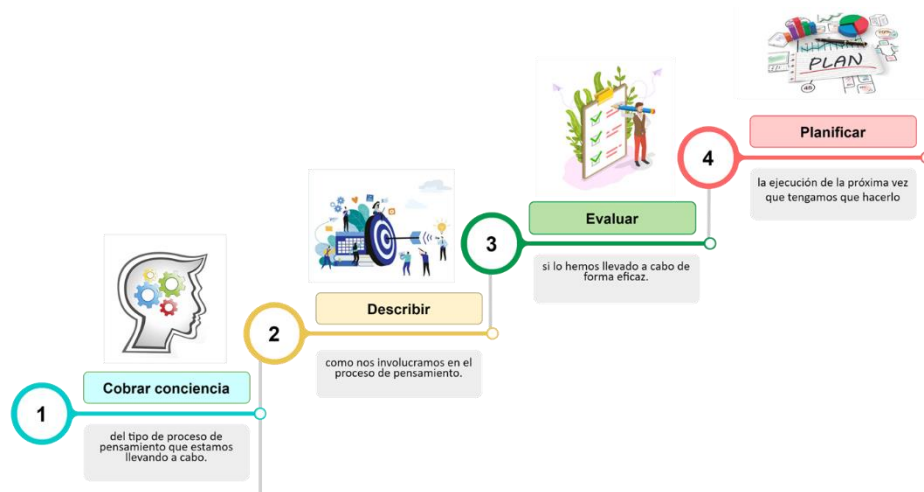 1
Cobrar conciencia
del tipo de proceso de
pensamiento que estamos
llevando a cabo.
2
Describir
como nos involucramos en el
proceso de pensamiento.
3
Evaluar
si lo hemos llevado a cabo de
forma eficaz.
PLAN
4
Planificar
la ejecución de la próxima vez
que tengamos que hacerlo